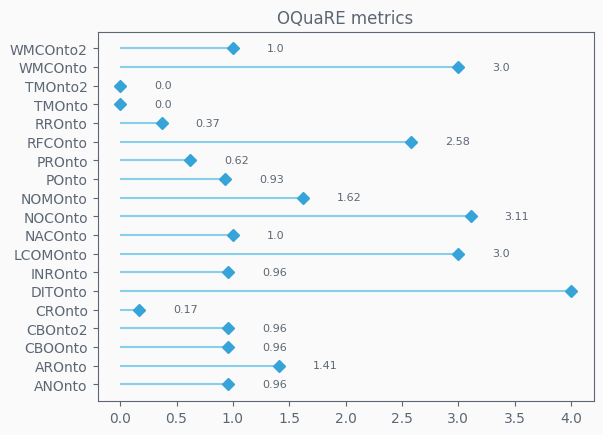 OQuaRE metrics
WMCOnto2 1.0
WMCOnto 3.0
TMOnto2 0.0
TMOnto 0.0
RROnto 0.37
RFCOnto 2.58
PROnto 0.62
POnto 0.93
NOMOnto 1.62
NOCOnto 3.11
NACOnto 1.0
LCOMOnto 3.0
INROnto 0.96
DITOnto
CROnto 0.17
CBOnto2 0.96
CBOOnto 0.96
AROnto 1.41
ANOnto 0.96
0.0 0.5 1.0 1.5 2.0 2.5 3.0 3.5 4.0